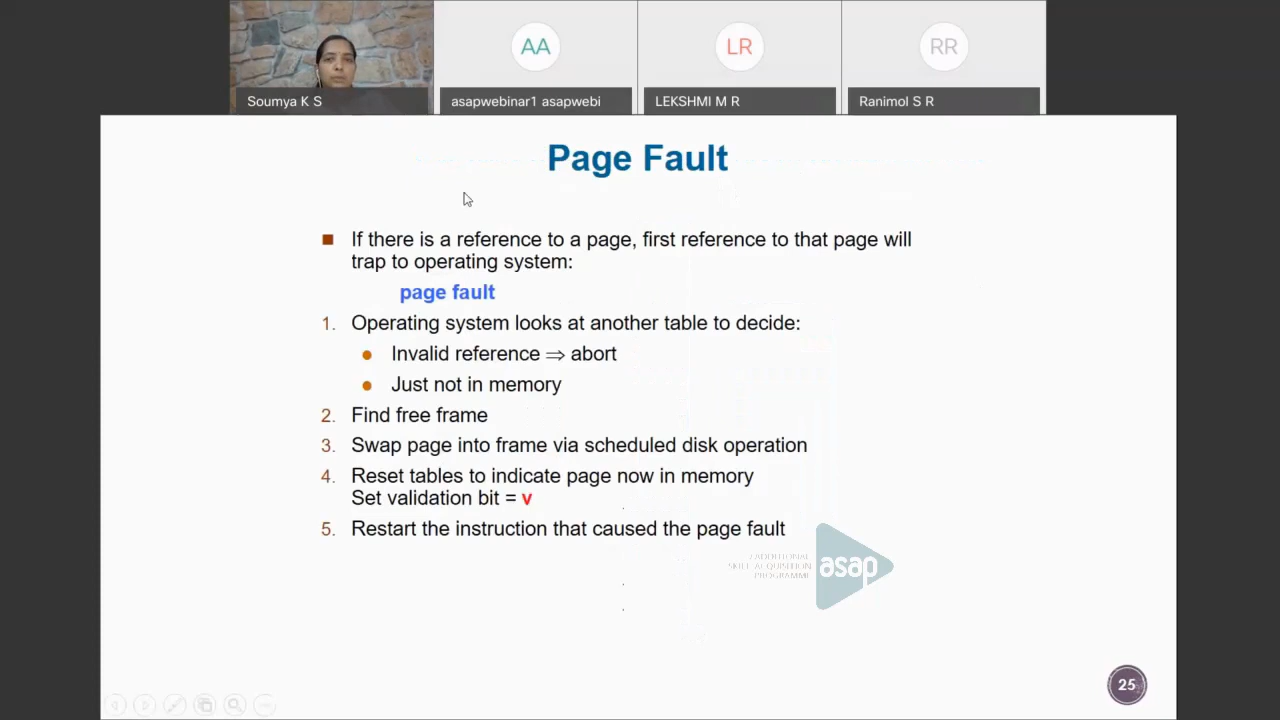 AA
LR
RR
Soumya K S
asapwebinar1 asapwebi
LEKSHMI M R
Ranimol S R
Page Fault
If there is a reference to a page, first reference to that page will
trap to operating system:
page fault
1. Operating system looks at another table to decide:
Invalid reference ⇒ abort
Just not in memory
2. Find free frame
3. Swap page into frame via scheduled disk operation
4. Reset tables to indicate page now in memory
Set validation bit = v
5. Restart the instruction that caused the page fault
ADDITIONAL
SKILL ACQUISITION
PROGRAMME
asap
25